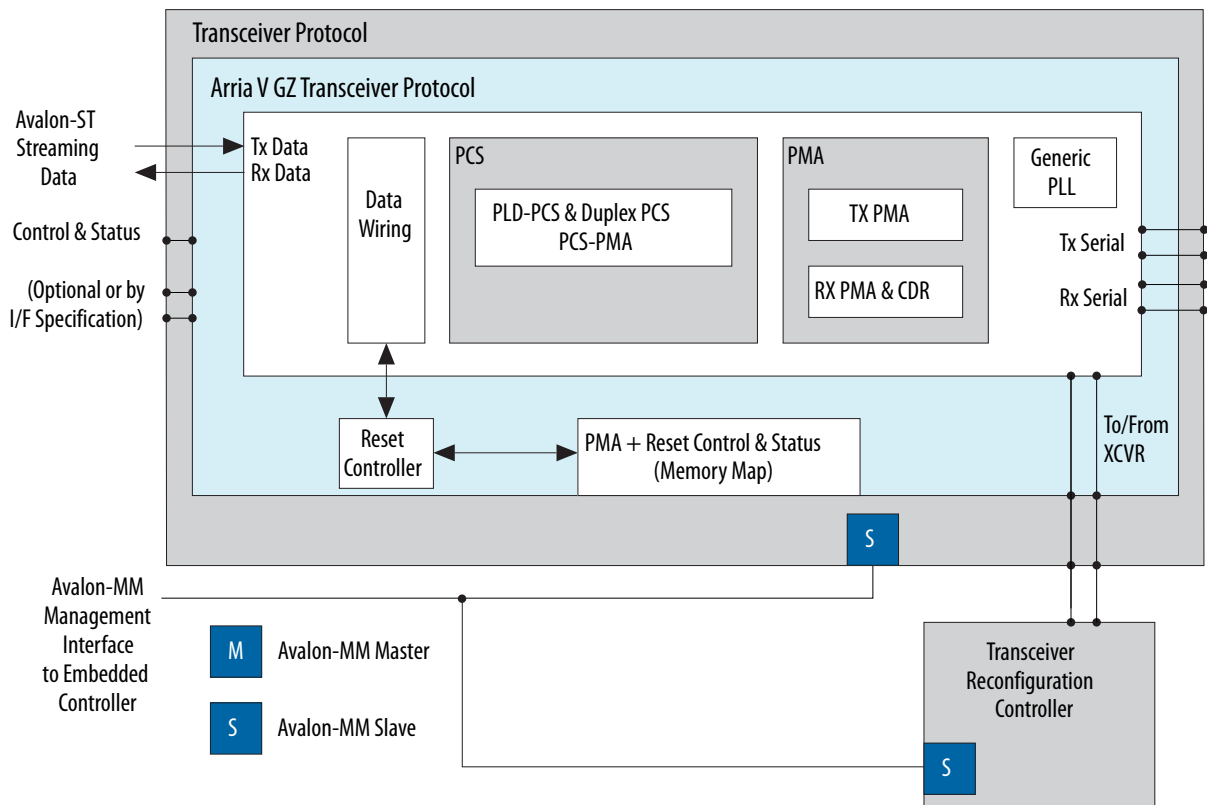 Transceiver Protocol
Arria V GZ Transceiver Protocol
Avalon-ST
Streaming
Data
Tx Data
Rx Data
Data
Wiring
PCS
PLD-PCS & Duplex PCS
PCS-PMA
PMA
TX PMA
RX PMA & CDR
Generic
PLL
Control & Status
(Optional or by
I/F Specification)
Tx Serial
Rx Serial
Reset
Controller
PMA + Reset Control & Status
(Memory Map)
To/From
XCVR
S
Avalon-MM
Management
Interface
to Embedded
Controller
M
Avalon-MM Master
S
Avalon-MM Slave
Transceiver
Reconfiguration
Controller
S